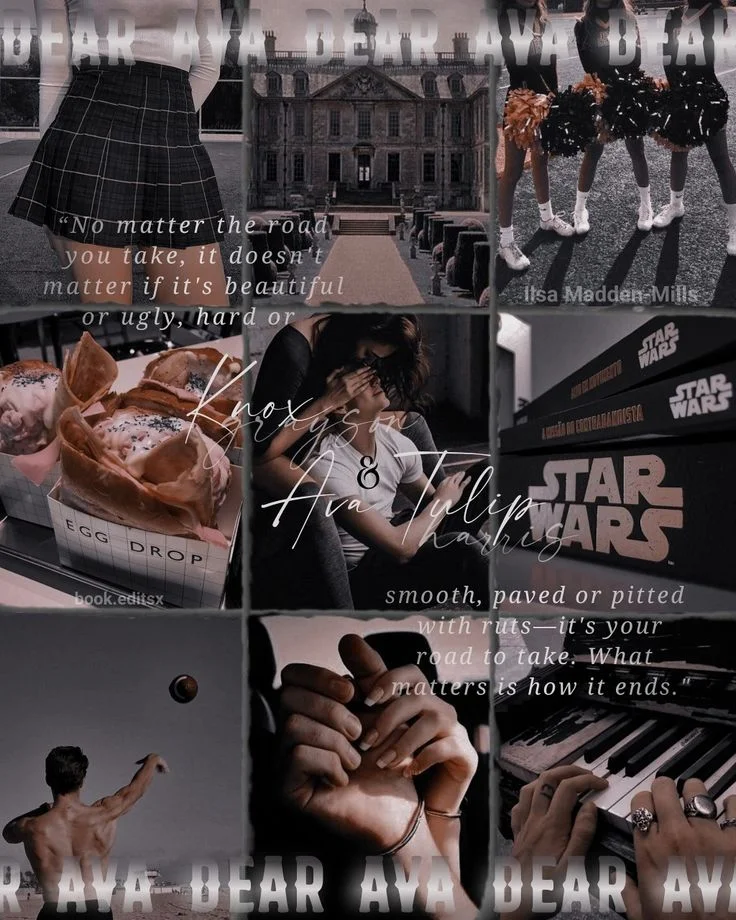 DEAR AVA DEAR AVA DEAR
“No matter the road
you take, it doesn't
matter if it's beautiful
or ugly, hard or
Ilsa Madden-Mills
Knox
grayson
&
Ava Tulip
harris
STAR
WARS
STAR
WARS
A MISSÃO DO CONTRABANDISTA
STAR
WARS
EGG DROP
book.editsx
smooth, paved or pitted
with ruts—it's your
road to take. What
matters is how it ends."
R AVA DEAR AVA DEAR AV